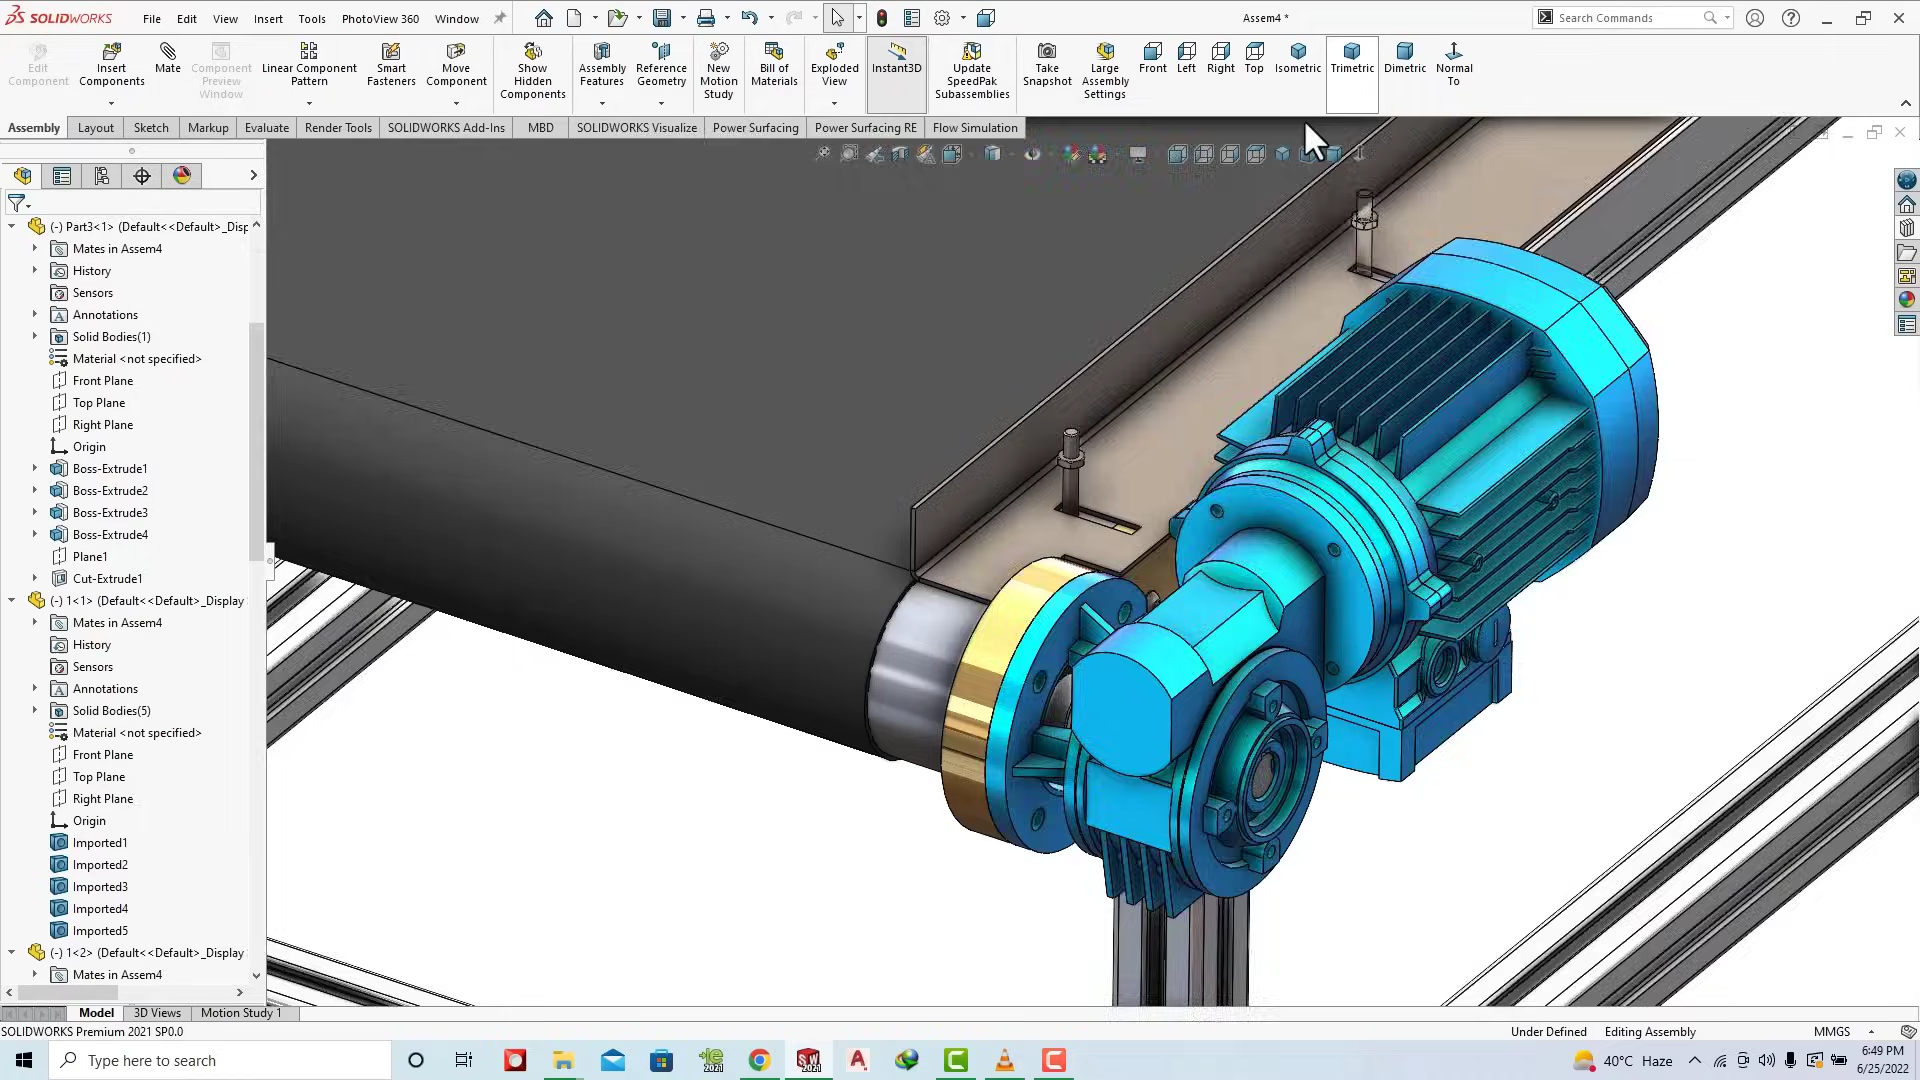 SOLIDWORKS
File Edit View Insert Tools PhotoView 360 Window
Assem4 *
Search Commands
Edit Component
Insert Components
Mate
Component Preview Window
Linear Component Pattern
Smart Fasteners
Move Component
Show Hidden Components
Assembly Features
Reference Geometry
New Motion Study
Bill of Materials
Exploded View
Instant3D
Update SpeedPak Subassemblies
Take Snapshot
Large Assembly Settings
Front
Left
Right
Top
Isometric
Trimetric
Dimetric
Normal To
Assembly Layout Sketch Markup Evaluate Render Tools SOLIDWORKS Add-Ins MBD SOLIDWORKS Visualize Power Surfacing Power Surfacing RE Flow Simulation
(-) Part3<1> (Default<<Default>_Disp
Mates in Assem4
History
Sensors
Annotations
Solid Bodies(1)
Material <not specified>
Front Plane
Top Plane
Right Plane
Origin
Boss-Extrude1
Boss-Extrude2
Boss-Extrude3
Boss-Extrude4
Plane1
Cut-Extrude1
(-) 1<1> (Default<<Default>_Display
Mates in Assem4
History
Sensors
Annotations
Solid Bodies(5)
Material <not specified>
Front Plane
Top Plane
Right Plane
Origin
Imported1
Imported2
Imported3
Imported4
Imported5
(-) 1<2> (Default<<Default>_Display
Mates in Assem4
Model 3D Views Motion Study 1
SOLIDWORKS Premium 2021 SP0.0
Under Defined Editing Assembly MMGS
Type here to search
40°C Haze
6:49 PM
6/25/2022